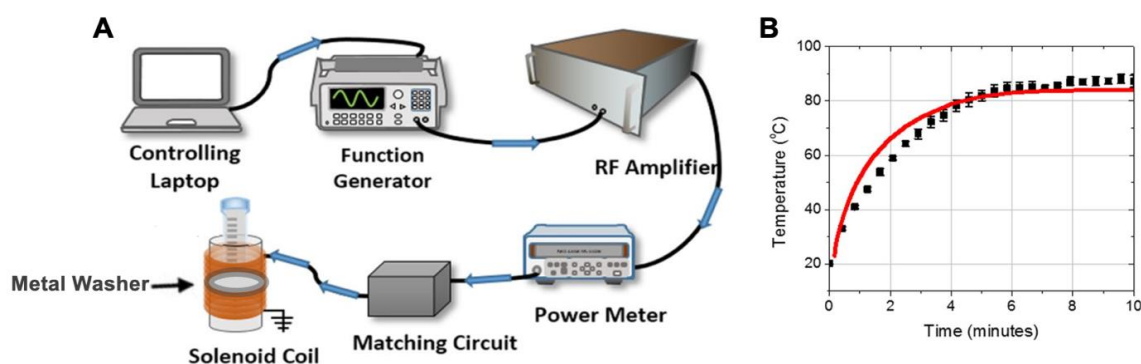 A
Controlling
Laptop
Function
Generator
RF Amplifier
Metal Washer
Solenoid Coil
Matching Circuit
Power Meter
B
Temperature (°C)
100
80
60
40
20
0
2
4
6
8
10
Time (minutes)